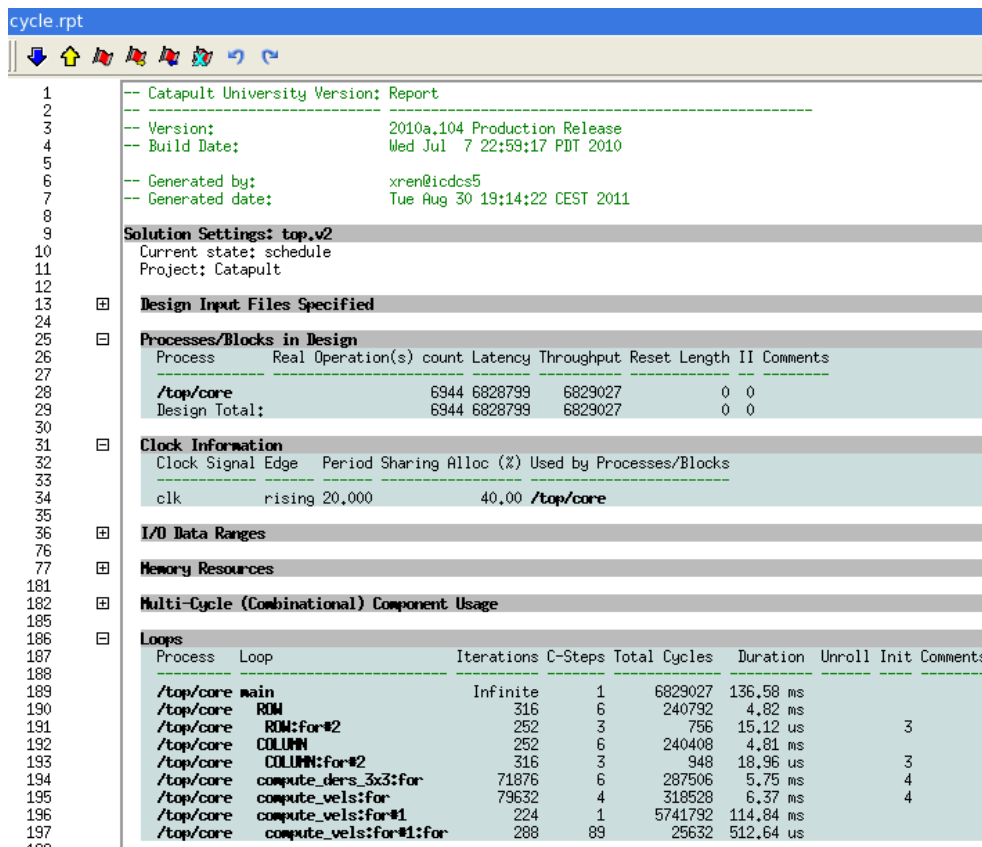 cycle.rpt
1 -- Catapult University Version: Report
2 -- ---------------------------- ---------------------------------------------------
3 -- Version: 2010a.104 Production Release
4 -- Build Date: Wed Jul 7 22:59:17 PDT 2010
5
6 -- Generated by: xren@icdcs5
7 -- Generated date: Tue Aug 30 19:14:22 CEST 2011
8
9 Solution Settings: top.v2
10 Current state: schedule
11 Project: Catapult
12
13 Design Input Files Specified
24
25 Processes/Blocks in Design
26 Process Real Operation(s) count Latency Throughput Reset Length II Comments
27 ------------- ----------------------- ------- ---------- ------------ -- --------
28 /top/core 6944 6828799 6829027 0 0
29 Design Total: 6944 6828799 6829027 0 0
30
31 Clock Information
32 Clock Signal Edge Period Sharing Alloc (%) Used by Processes/Blocks
33 ------------ ------ ------ ----------------- ------------------------
34 clk rising 20.000 40.00 /top/core
35
36 I/O Data Ranges
76
77 Memory Resources
181
182 Multi-Cycle (Combinational) Component Usage
185
186 Loops
187 Process Loop Iterations C-Steps Total Cycles Duration Unroll Init Comments
188 --------- ------------------------- ---------- ------- ------------ --------- ------ ---- --------
189 /top/core main Infinite 1 6829027 136.58 ms
190 /top/core ROW 316 6 240792 4.82 ms
191 /top/core ROW:for#2 252 3 756 15.12 us 3
192 /top/core COLUMN 252 6 240408 4.81 ms
193 /top/core COLUMN:for#2 316 3 948 18.96 us 3
194 /top/core compute_ders_3x3:for 71876 6 287506 5.75 ms 4
195 /top/core compute_vels:for 79632 4 318528 6.37 ms 4
196 /top/core compute_vels:for#1 224 1 5741792 114.84 ms
197 /top/core compute_vels:for#1:for 288 89 25632 512.64 us